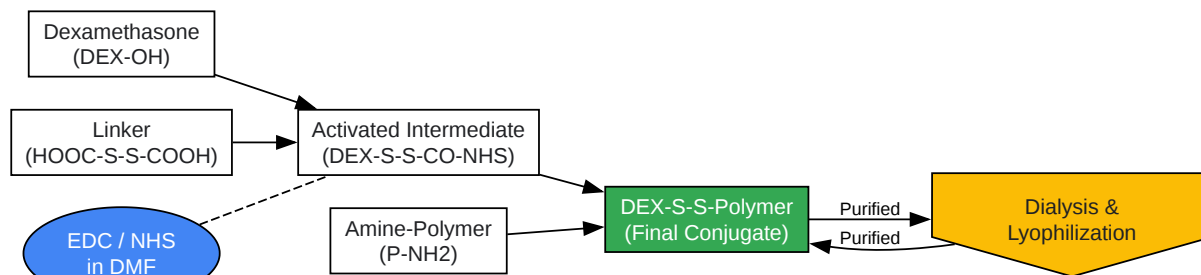 Dexamethasone
(DEX-OH)
Linker
(HOOC-S-S-COOH)
Activated Intermediate
(DEX-S-S-CO-NHS)
EDC / NHS
in DMF
Amine-Polymer
(P-NH2)
DEX-S-S-Polymer
(Final Conjugate)
Purified
Purified
Dialysis &
Lyophilization